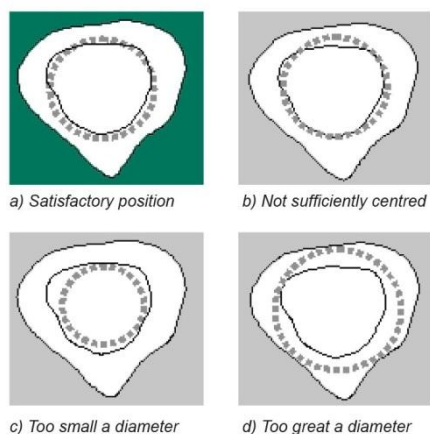 a) Satisfactory position
b) Not sufficiently centred
c) Too small a diameter
d) Too great a diameter